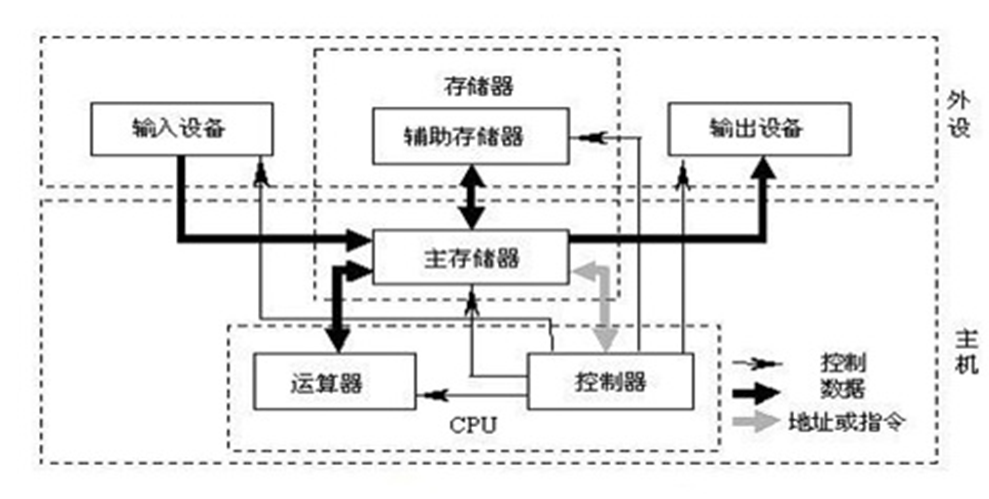 存储器
外设
输入设备
辅助存储器
输出设备
主存储器
主机
运算器
控制器
CPU
控制
数据
地址或指令